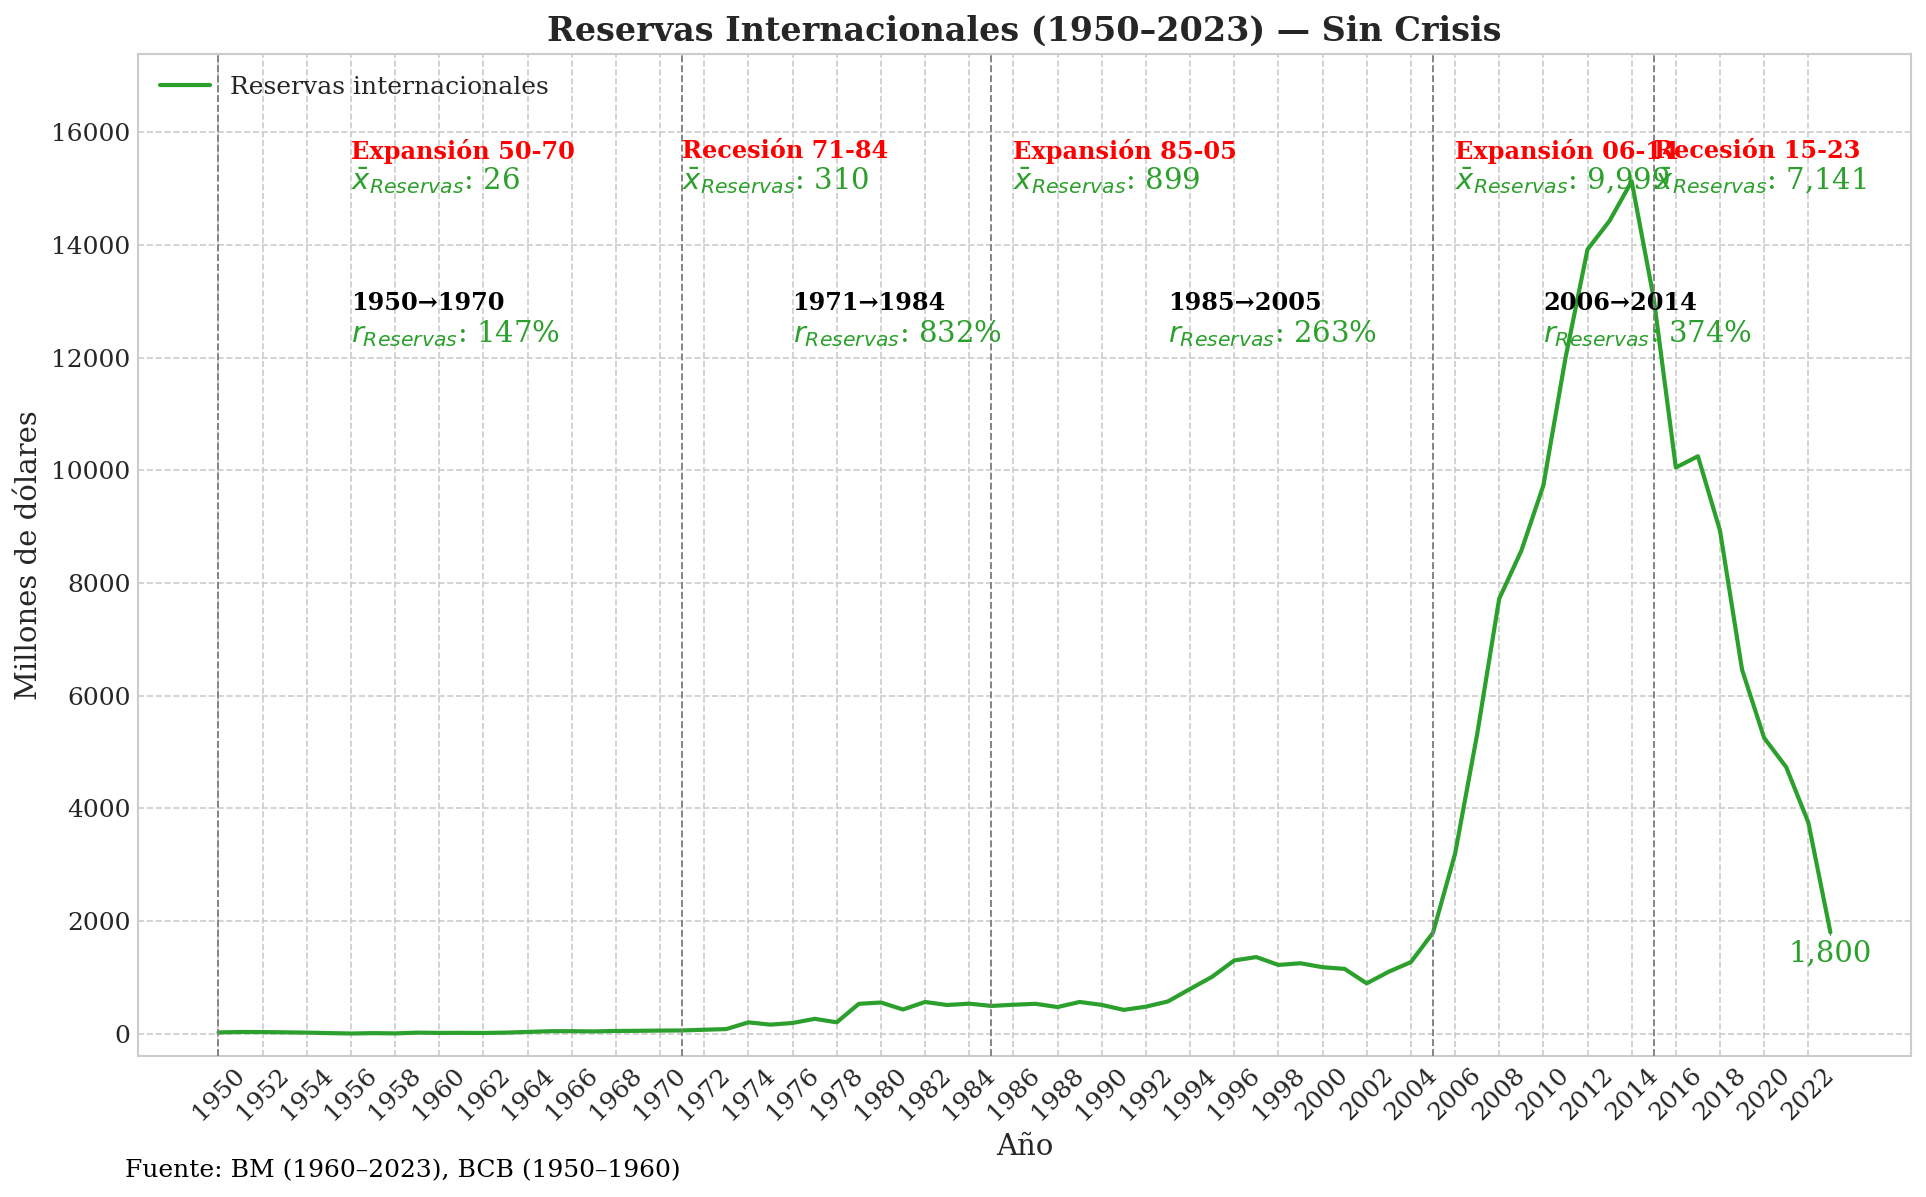 Reservas Internacionales (1950–2023) — Sin Crisis
Reservas internacionales
Millones de dólares
16000
14000
12000
10000
8000
6000
4000
2000
0
Expansión 50-70
x̄Reservas: 26
Recesión 71-84
x̄Reservas: 310
Expansión 85-05
x̄Reservas: 899
Expansión 06-14
x̄Reservas: 9,999
Recesión 15-23
x̄Reservas: 7,141
1950→1970
rReservas: 147%
1971→1984
rReservas: 832%
1985→2005
rReservas: 263%
2006→2014
rReservas: 374%
1,800
1950 1952 1954 1956 1958 1960 1962 1964 1966 1968 1970 1972 1974 1976 1978 1980 1982 1984 1986 1988 1990 1992 1994 1996 1998 2000 2002 2004 2006 2008 2010 2012 2014 2016 2018 2020 2022
Año
Fuente: BM (1960–2023), BCB (1950–1960)